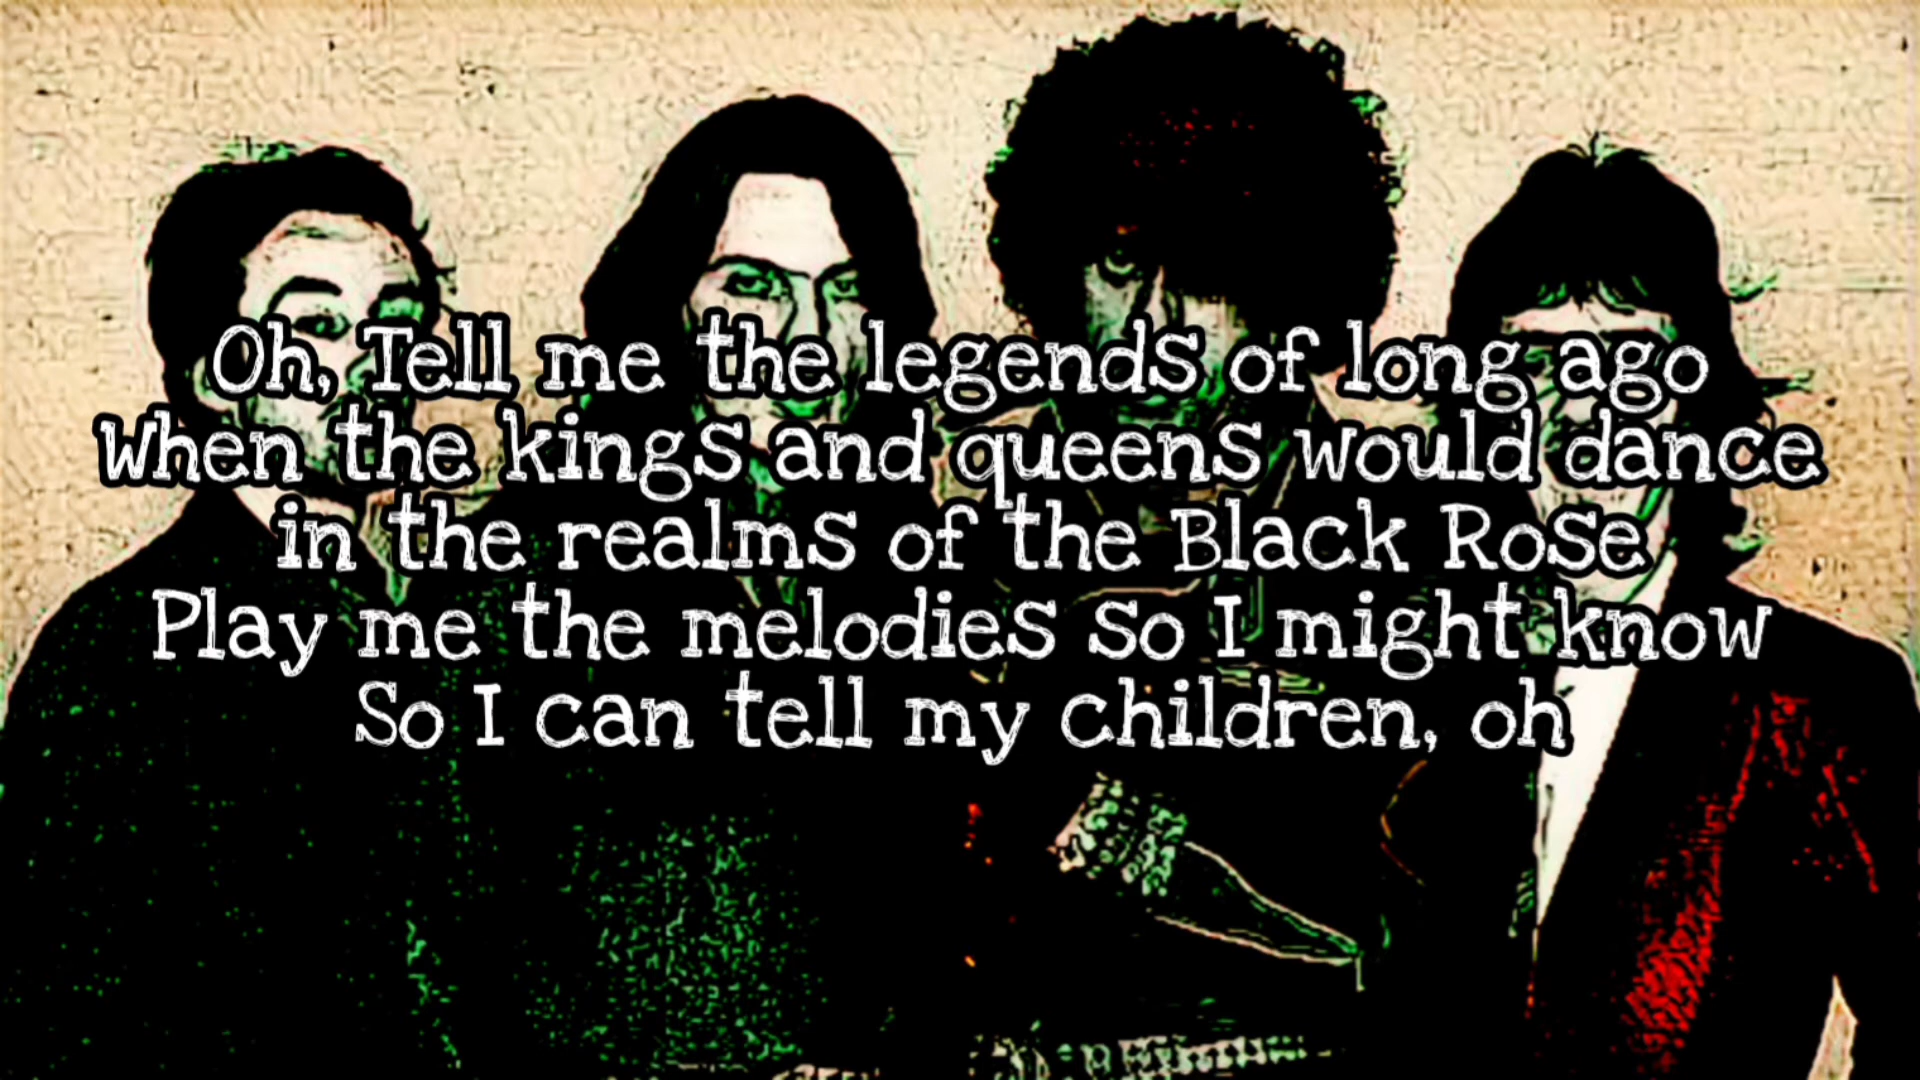 Oh, Tell me the legends of long ago
When the kings and queens would dance
in the realms of the Black Rose
Play me the melodies so I might know
So I can tell my children, oh